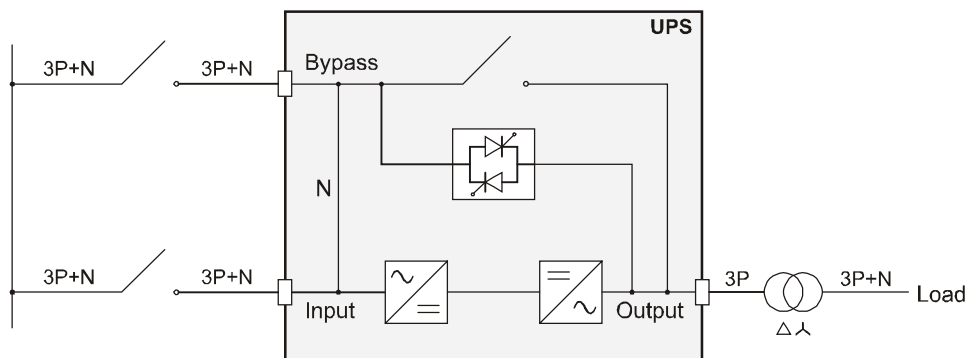 UPS
3P+N
3P+N
Bypass
N
3P+N
3P+N
Input
Output
3P
3P+N
Load